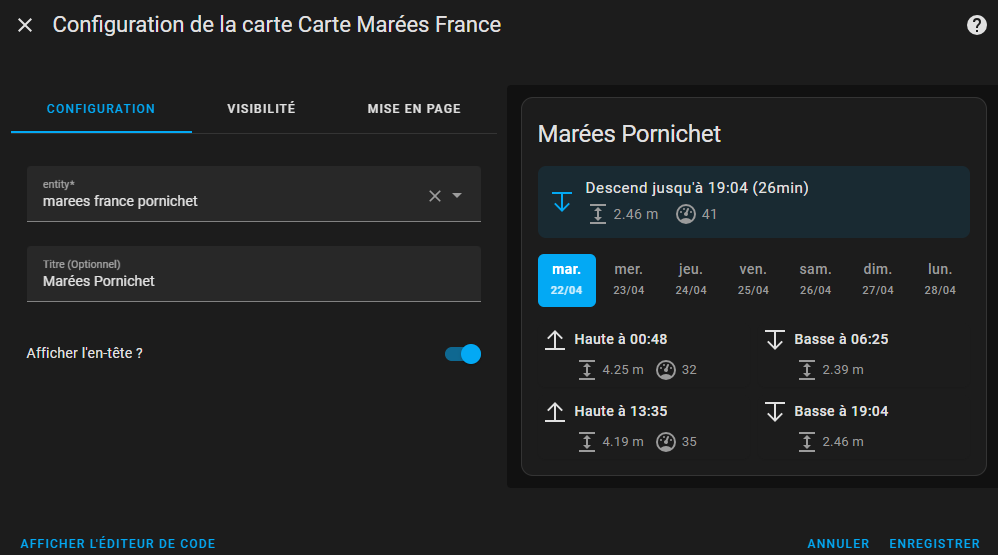 Configuration de la carte Carte Marées France
CONFIGURATION
VISIBILITÉ
MISE EN PAGE
entity*
marees france pornichet
Titre (Optionnel)
Marées Pornichet
Afficher l'en-tête ?
Marées Pornichet
Descend jusqu'à 19:04 (26min)
2.46 m 41
mar. mer. jeu. ven. sam. dim. lun.
22/04 23/04 24/04 25/04 26/04 27/04 28/04
Haute à 00:48 Basse à 06:25
4.25 m 32 2.39 m
Haute à 13:35 Basse à 19:04
4.19 m 35 2.46 m
AFFICHER L'ÉDITEUR DE CODE
ANNULER ENREGISTRER